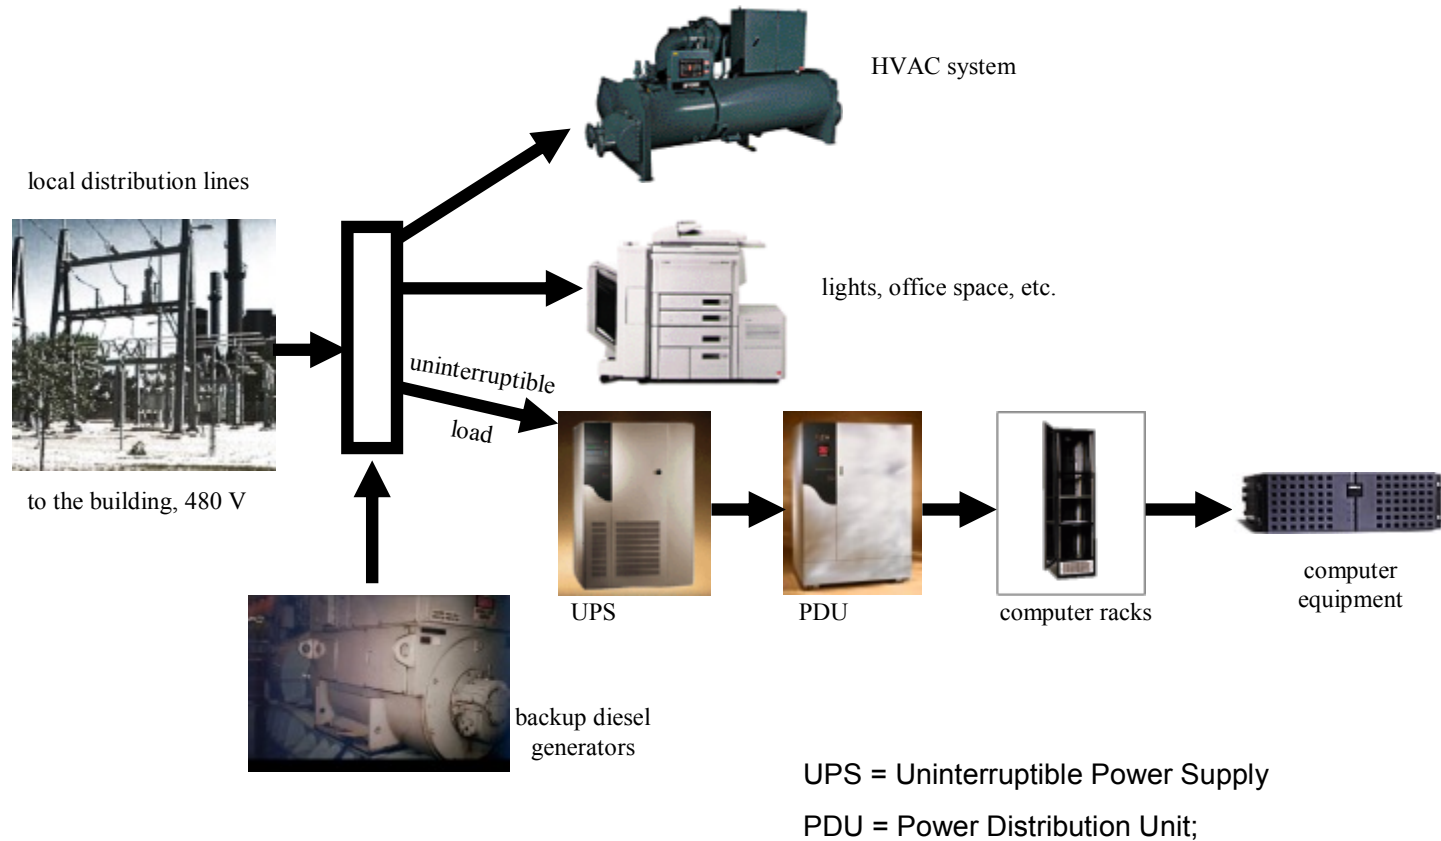 HVAC system
local distribution lines
lights, office space, etc.
uninterruptible
load
to the building, 480 V
UPS
PDU
computer racks
computer
equipment
backup diesel
generators
UPS = Uninterruptible Power Supply
PDU = Power Distribution Unit;